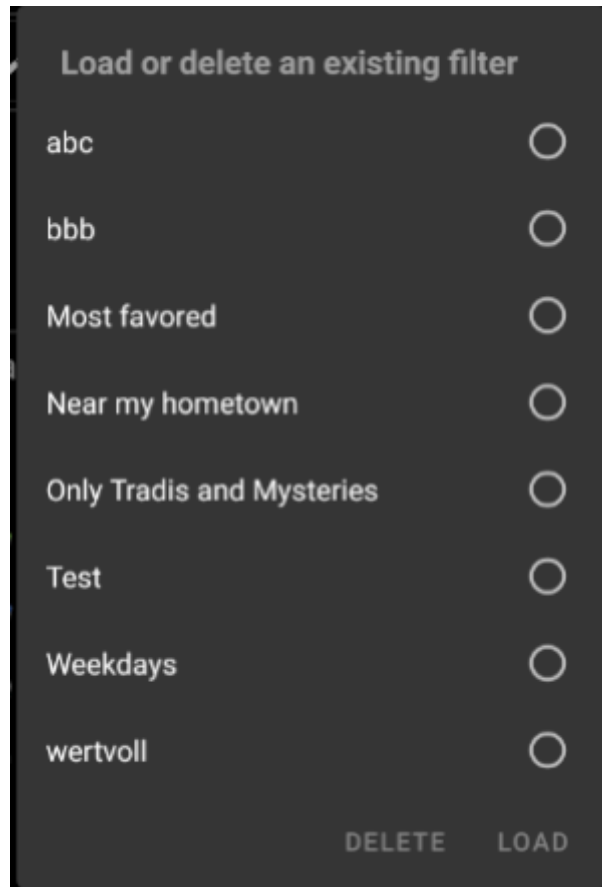 Load or delete an existing filter
abc
bbb
Most favored
Near my hometown
Only Tradis and Mysteries
Test
Weekdays
wertvoll
DELETE LOAD